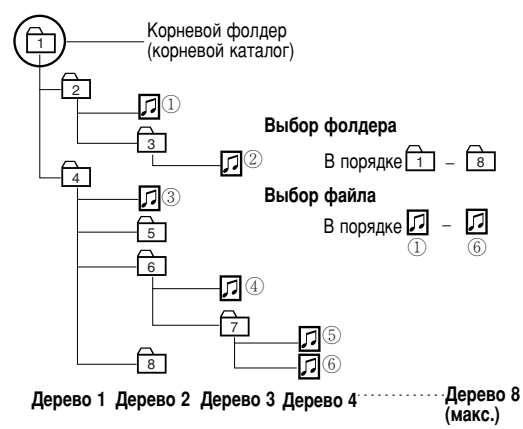 Корневой фолдер
(корневой каталог)
1
2
①
3
②
4
③
5
6
④
7
⑤
⑥
8
Выбор фолдера
В порядке 1 – 8
Выбор файла
В порядке –
① ⑥
Дерево 1 Дерево 2 Дерево 3 Дерево 4 ............ Дерево 8
(макс.)